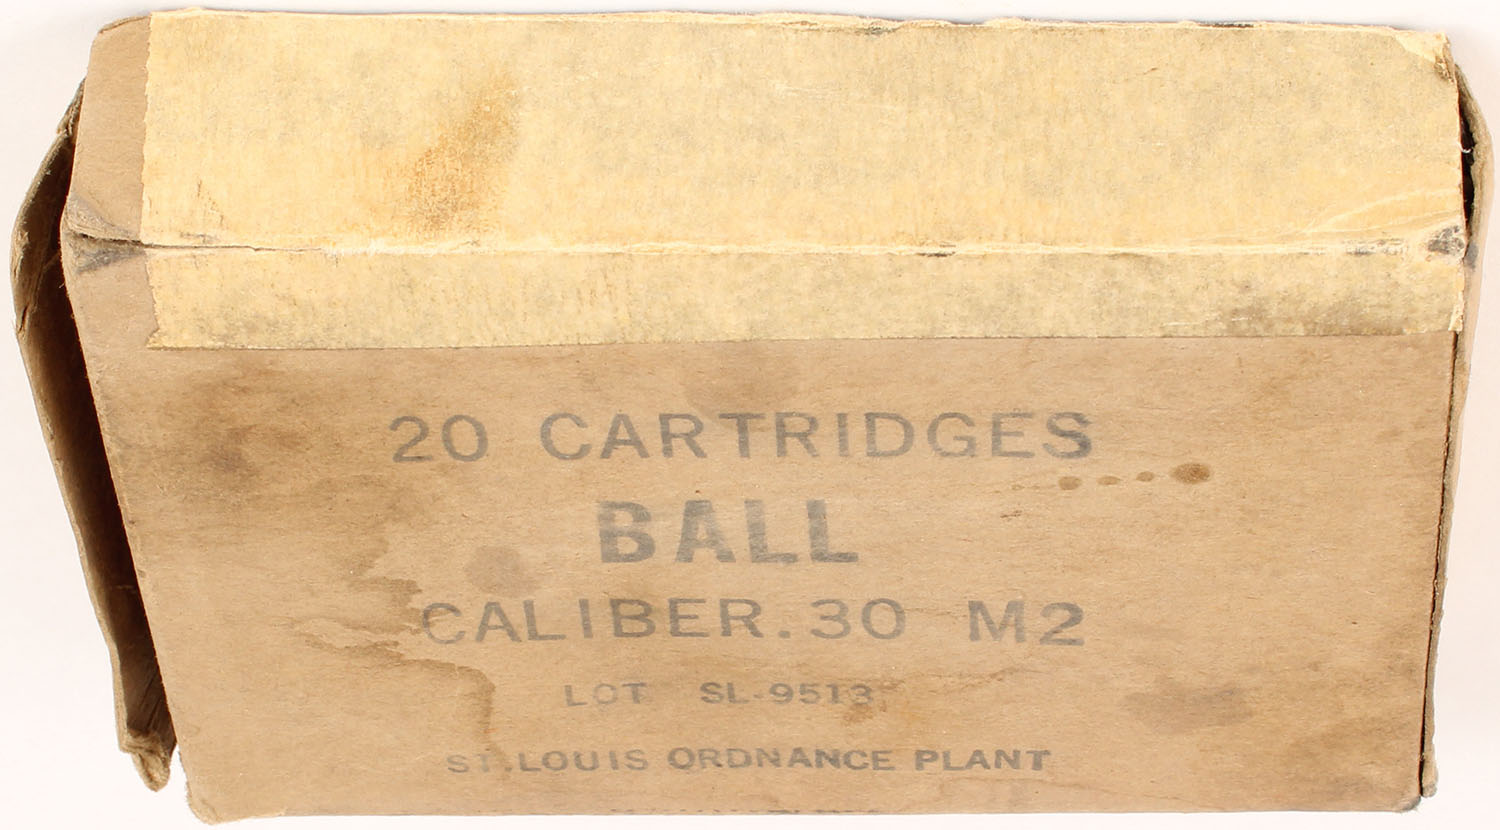 20 CARTRIDGES
BALL
CALIBER .30 M2
LOT SL-9513
ST. LOUIS ORDNANCE PLANT